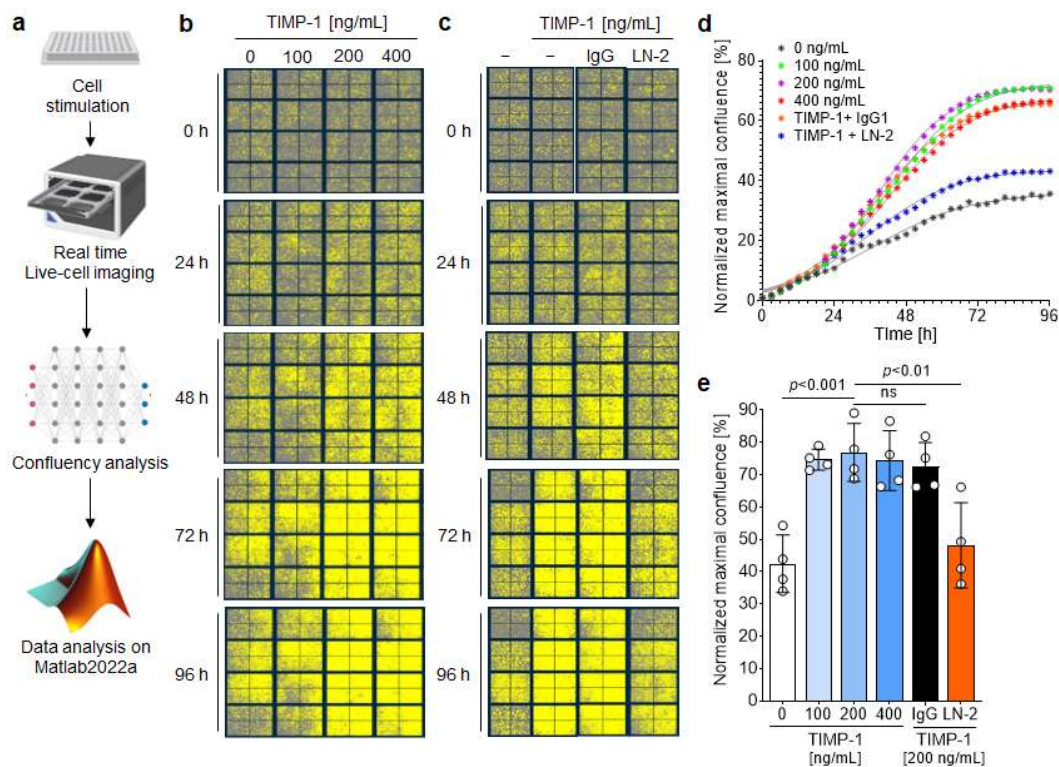 a
Cell
stimulation
Real time
Live-cell imaging
Confluency analysis
Data analysis on
Matlab2022a
b
TIMP-1 [ng/mL]
0 100 200 400
0 h
24 h
48 h
72 h
96 h
c
TIMP-1 [ng/mL]
– – IgG LN-2
0 h
24 h
48 h
72 h
96 h
d
Normalized maximal confluence [%]
80
60
40
20
0
0 ng/mL
100 ng/mL
200 ng/mL
400 ng/mL
TIMP-1+ IgG1
TIMP-1 + LN-2
0 24 48 72 96
TIme [h]
e
Normalized maximal confluence [%]
90
80
70
60
50
40
30
20
10
0
p<0.001
p<0.01
ns
0 100 200 400 IgG LN-2
TIMP-1
[ng/mL]
TIMP-1
[200 ng/mL]